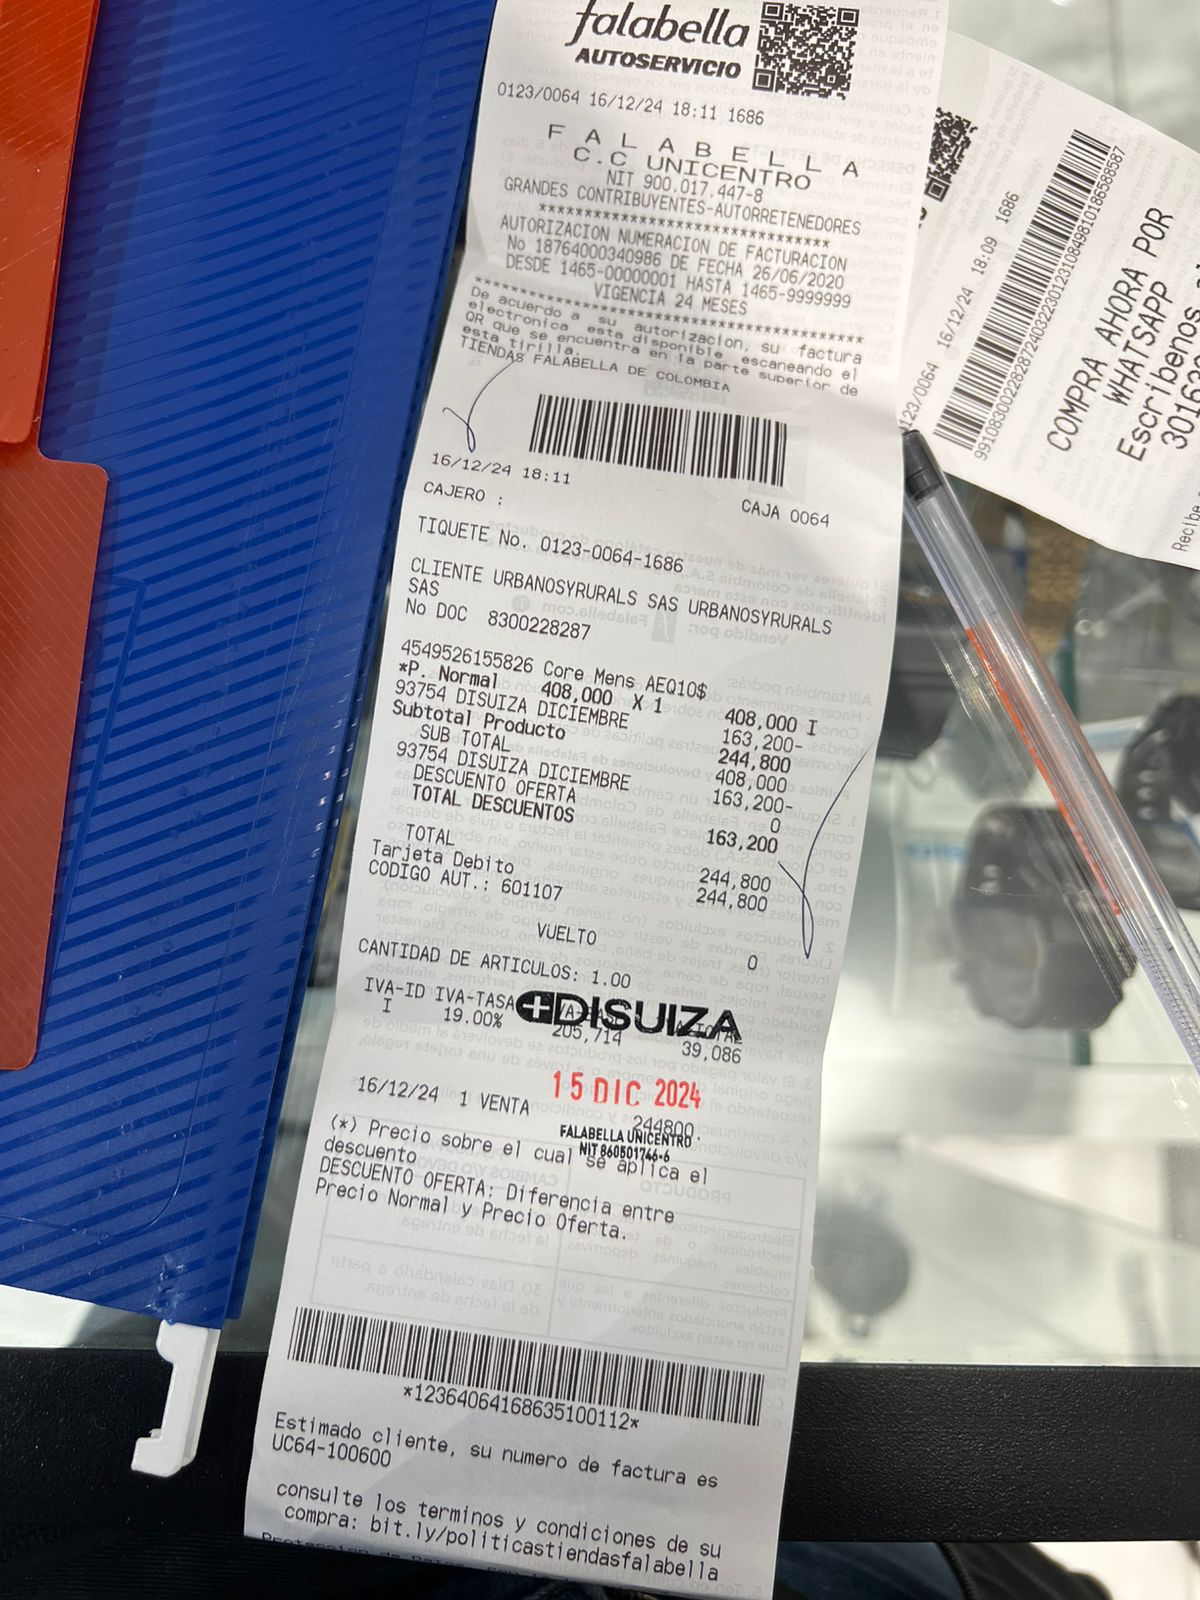 falabella
AUTOSERVICIO
0123/0064 16/12/24 18:11 1686
F A L A B E L L A
C.C UNICENTRO
NIT 900.017.447-8
GRANDES CONTRIBUYENTES-AUTORRETENEDORES
*********************************
AUTORIZACION NUMERACION DE FACTURACION
No 18764000340986 DE FECHA 26/06/2020
DESDE 1465-00000001 HASTA 1465-9999999
VIGENCIA 24 MESES
De acuerdo a su autorizacion, su factura
electronica esta disponible escaneando el
QR que se encuentra en la parte superior de
esta tirilla.
TIENDAS FALABELLA DE COLOMBIA
16/12/24 18:11
CAJERO : CAJA 0064
TIQUETE No. 0123-0064-1686
CLIENTE URBANOSYRURALS SAS URBANOSYRURALS
SAS
No DOC 8300228287
4549526155826 Core Mens AEQ10$
*P. Normal 408,000 X 1 408,000 I
93754 DISUIZA DICIEMBRE 163,200-
Subtotal Producto 244,800
SUB TOTAL 408,000
93754 DISUIZA DICIEMBRE 163,200-
DESCUENTO OFERTA 0
TOTAL DESCUENTOS 163,200
TOTAL 244,800
Tarjeta Debito 244,800
CODIGO AUT.: 601107
VUELTO 0
CANTIDAD DE ARTICULOS: 1.00
IVA-ID IVA-TASA
I 19.00% 205,714 39,086
DISUIZA
15 DIC 2024
16/12/24 1 VENTA 244800.
FALABELLA UNICENTRO
NIT 860501746-6
(*) Precio sobre el cual se aplica el
descuento
DESCUENTO OFERTA: Diferencia entre
Precio Normal y Precio Oferta.
*12364064168635100112*
Estimado cliente, su numero de factura es
UC64-100600
consulte los terminos y condiciones de su
compra: bit.ly/politicastiendasfalabella
0123/0064 16/12/24 18:09 1686
COMPRA AHORA POR
WHATSAPP
Escribenos
Recibe